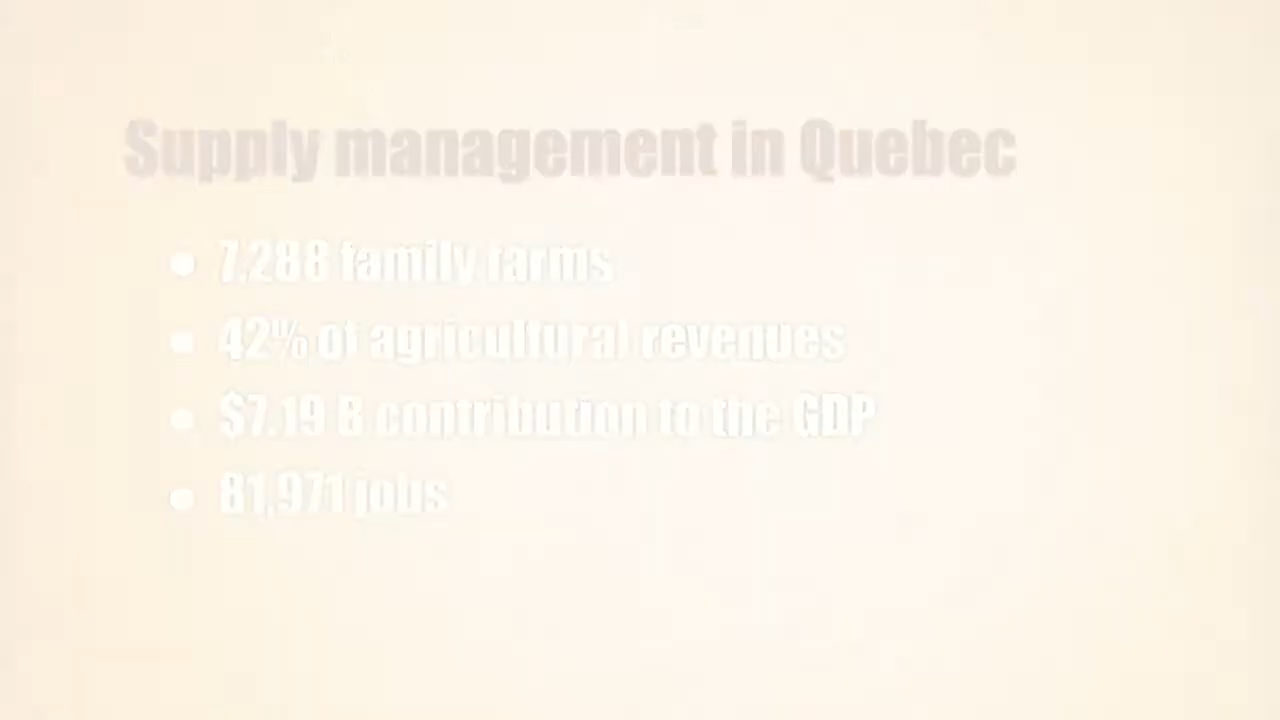 Supply management in Quebec
• 7,288 family farms
• 42% of agricultural revenues
• $7.19 B contribution to the GDP
• 81,971 jobs